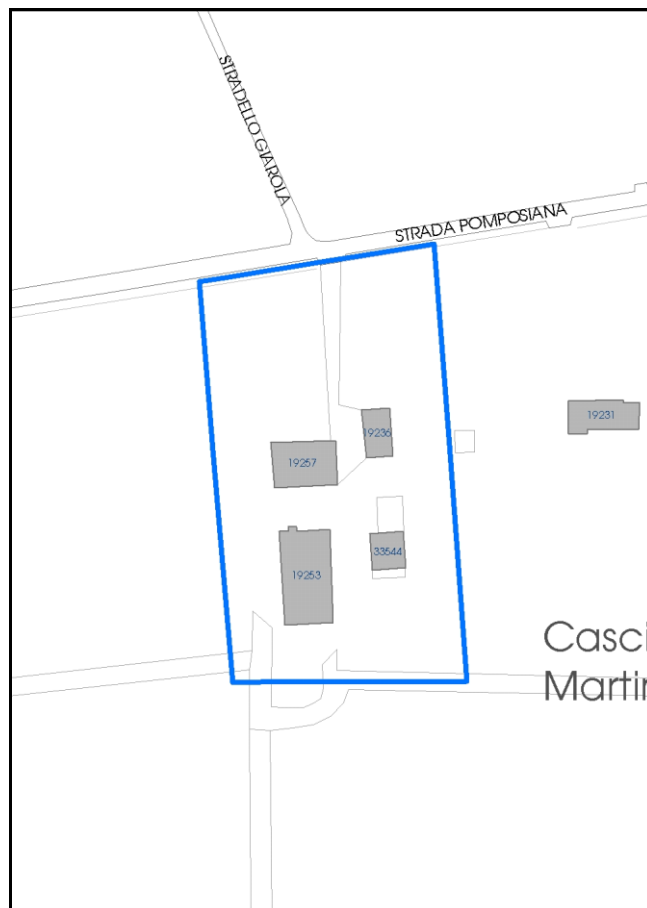 STRADELLO GIAROLA
STRADA POMPOSIANA
19236
19231
19257
33544
19253
Casci
Martin